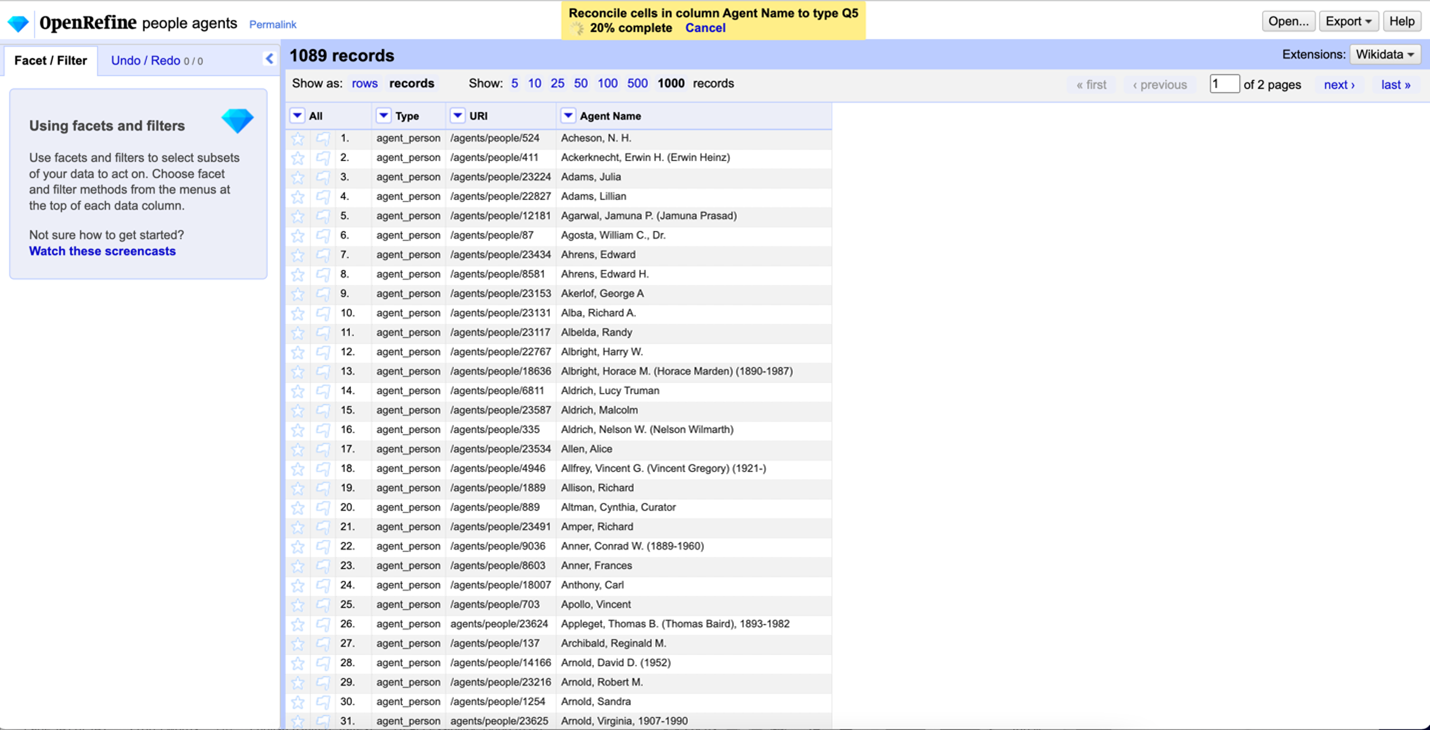 OpenRefine people agents Permalink
Reconcile cells in column Agent Name to type Q5
20% complete Cancel
Open... Export Help
Facet / Filter Undo / Redo 0 / 0
1089 records
Extensions: Wikidata
Show as: rows records Show: 5 10 25 50 100 500 1000 records
« first ‹ previous 1 of 2 pages next › last »
Using facets and filters
Use facets and filters to select subsets
of your data to act on. Choose facet
and filter methods from the menus at
the top of each data column.
Not sure how to get started?
Watch these screencasts
All Type URI Agent Name
1. agent_person /agents/people/524 Acheson, N. H.
2. agent_person /agents/people/411 Ackerknecht, Erwin H. (Erwin Heinz)
3. agent_person /agents/people/23224 Adams, Julia
4. agent_person /agents/people/22827 Adams, Lillian
5. agent_person /agents/people/12181 Agarwal, Jamuna P. (Jamuna Prasad)
6. agent_person /agents/people/87 Agosta, William C., Dr.
7. agent_person /agents/people/23434 Ahrens, Edward
8. agent_person /agents/people/8581 Ahrens, Edward H.
9. agent_person /agents/people/23153 Akerlof, George A
10. agent_person /agents/people/23131 Alba, Richard A.
11. agent_person /agents/people/23117 Albelda, Randy
12. agent_person /agents/people/22767 Albright, Harry W.
13. agent_person /agents/people/18636 Albright, Horace M. (Horace Marden) (1890-1987)
14. agent_person /agents/people/6811 Aldrich, Lucy Truman
15. agent_person /agents/people/23587 Aldrich, Malcolm
16. agent_person /agents/people/335 Aldrich, Nelson W. (Nelson Wilmarth)
17. agent_person /agents/people/23534 Allen, Alice
18. agent_person /agents/people/4946 Allfrey, Vincent G. (Vincent Gregory) (1921-)
19. agent_person /agents/people/1889 Allison, Richard
20. agent_person /agents/people/889 Altman, Cynthia, Curator
21. agent_person /agents/people/23491 Amper, Richard
22. agent_person /agents/people/9036 Anner, Conrad W. (1889-1960)
23. agent_person /agents/people/8603 Anner, Frances
24. agent_person /agents/people/18007 Anthony, Carl
25. agent_person /agents/people/703 Apollo, Vincent
26. agent_person agents/people/23624 Appleget, Thomas B. (Thomas Baird), 1893-1982
27. agent_person /agents/people/137 Archibald, Reginald M.
28. agent_person /agents/people/14166 Arnold, David D. (1952)
29. agent_person /agents/people/23216 Arnold, Robert M.
30. agent_person /agents/people/1254 Arnold, Sandra
31. agent_person agents/people/23625 Arnold, Virginia, 1907-1990